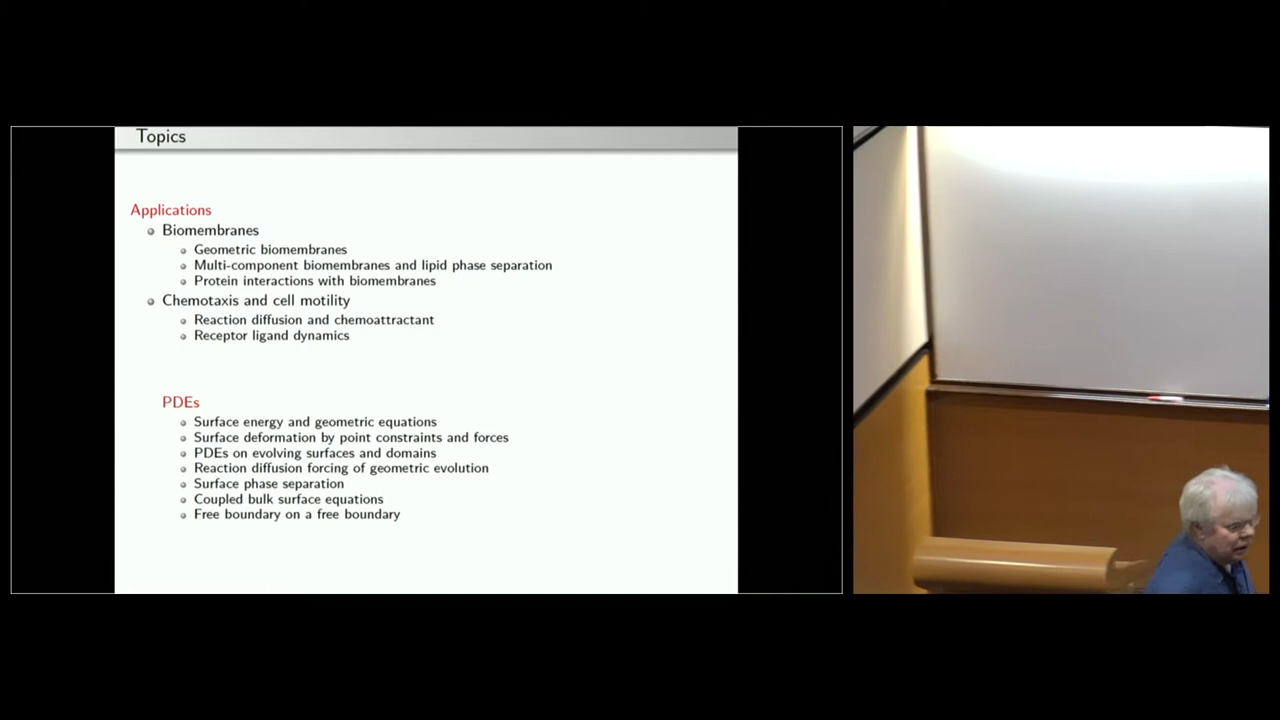 Topics
Applications
Biomembranes
Geometric biomembranes
Multi-component biomembranes and lipid phase separation
Protein interactions with biomembranes
Chemotaxis and cell motility
Reaction diffusion and chemoattractant
Receptor ligand dynamics
PDEs
Surface energy and geometric equations
Surface deformation by point constraints and forces
PDEs on evolving surfaces and domains
Reaction diffusion forcing of geometric evolution
Surface phase separation
Coupled bulk surface equations
Free boundary on a free boundary